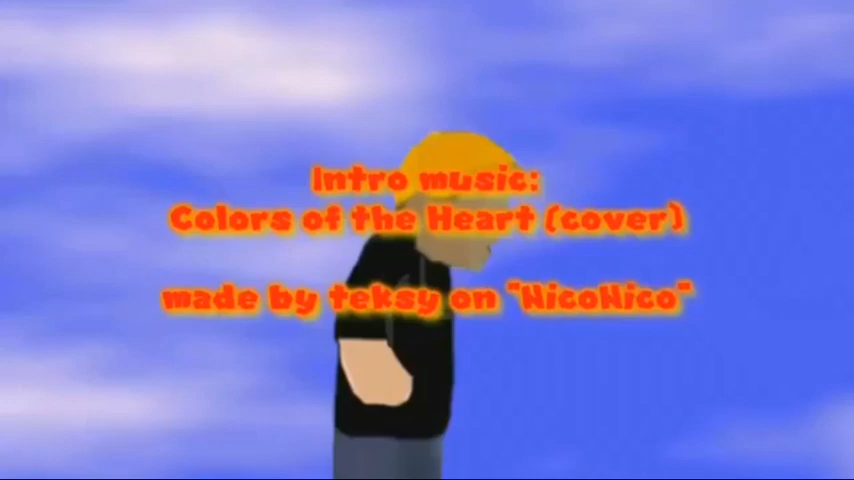 Intro music:
Colors of the Heart (cover)
made by teksy on "NicoNico"